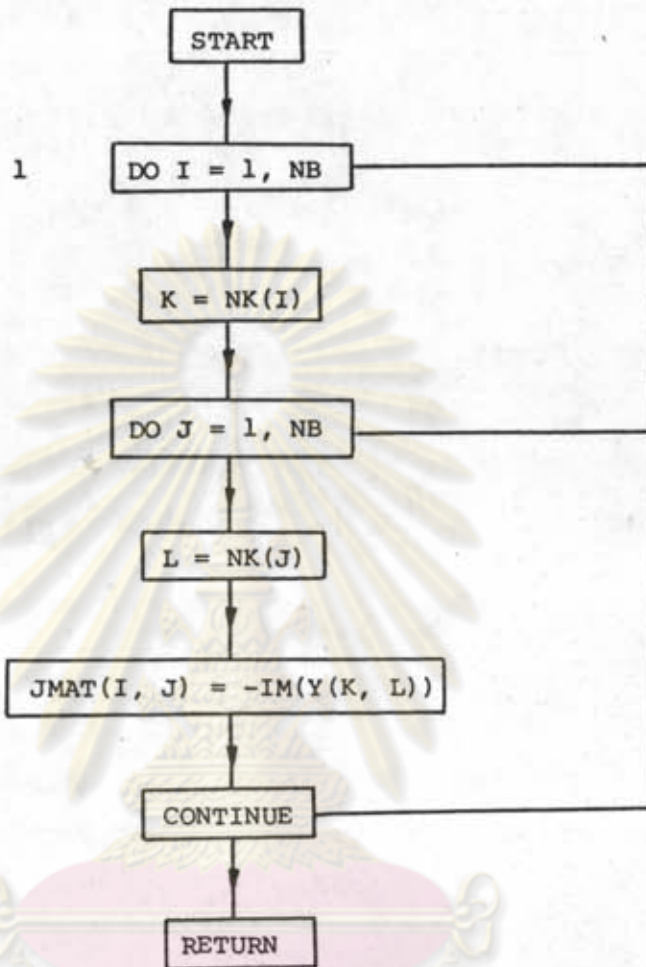 START
1 DO I = 1, NB
K = NK(I)
DO J = 1, NB
L = NK(J)
JMAT(I, J) = -IM(Y(K, L))
CONTINUE
RETURN